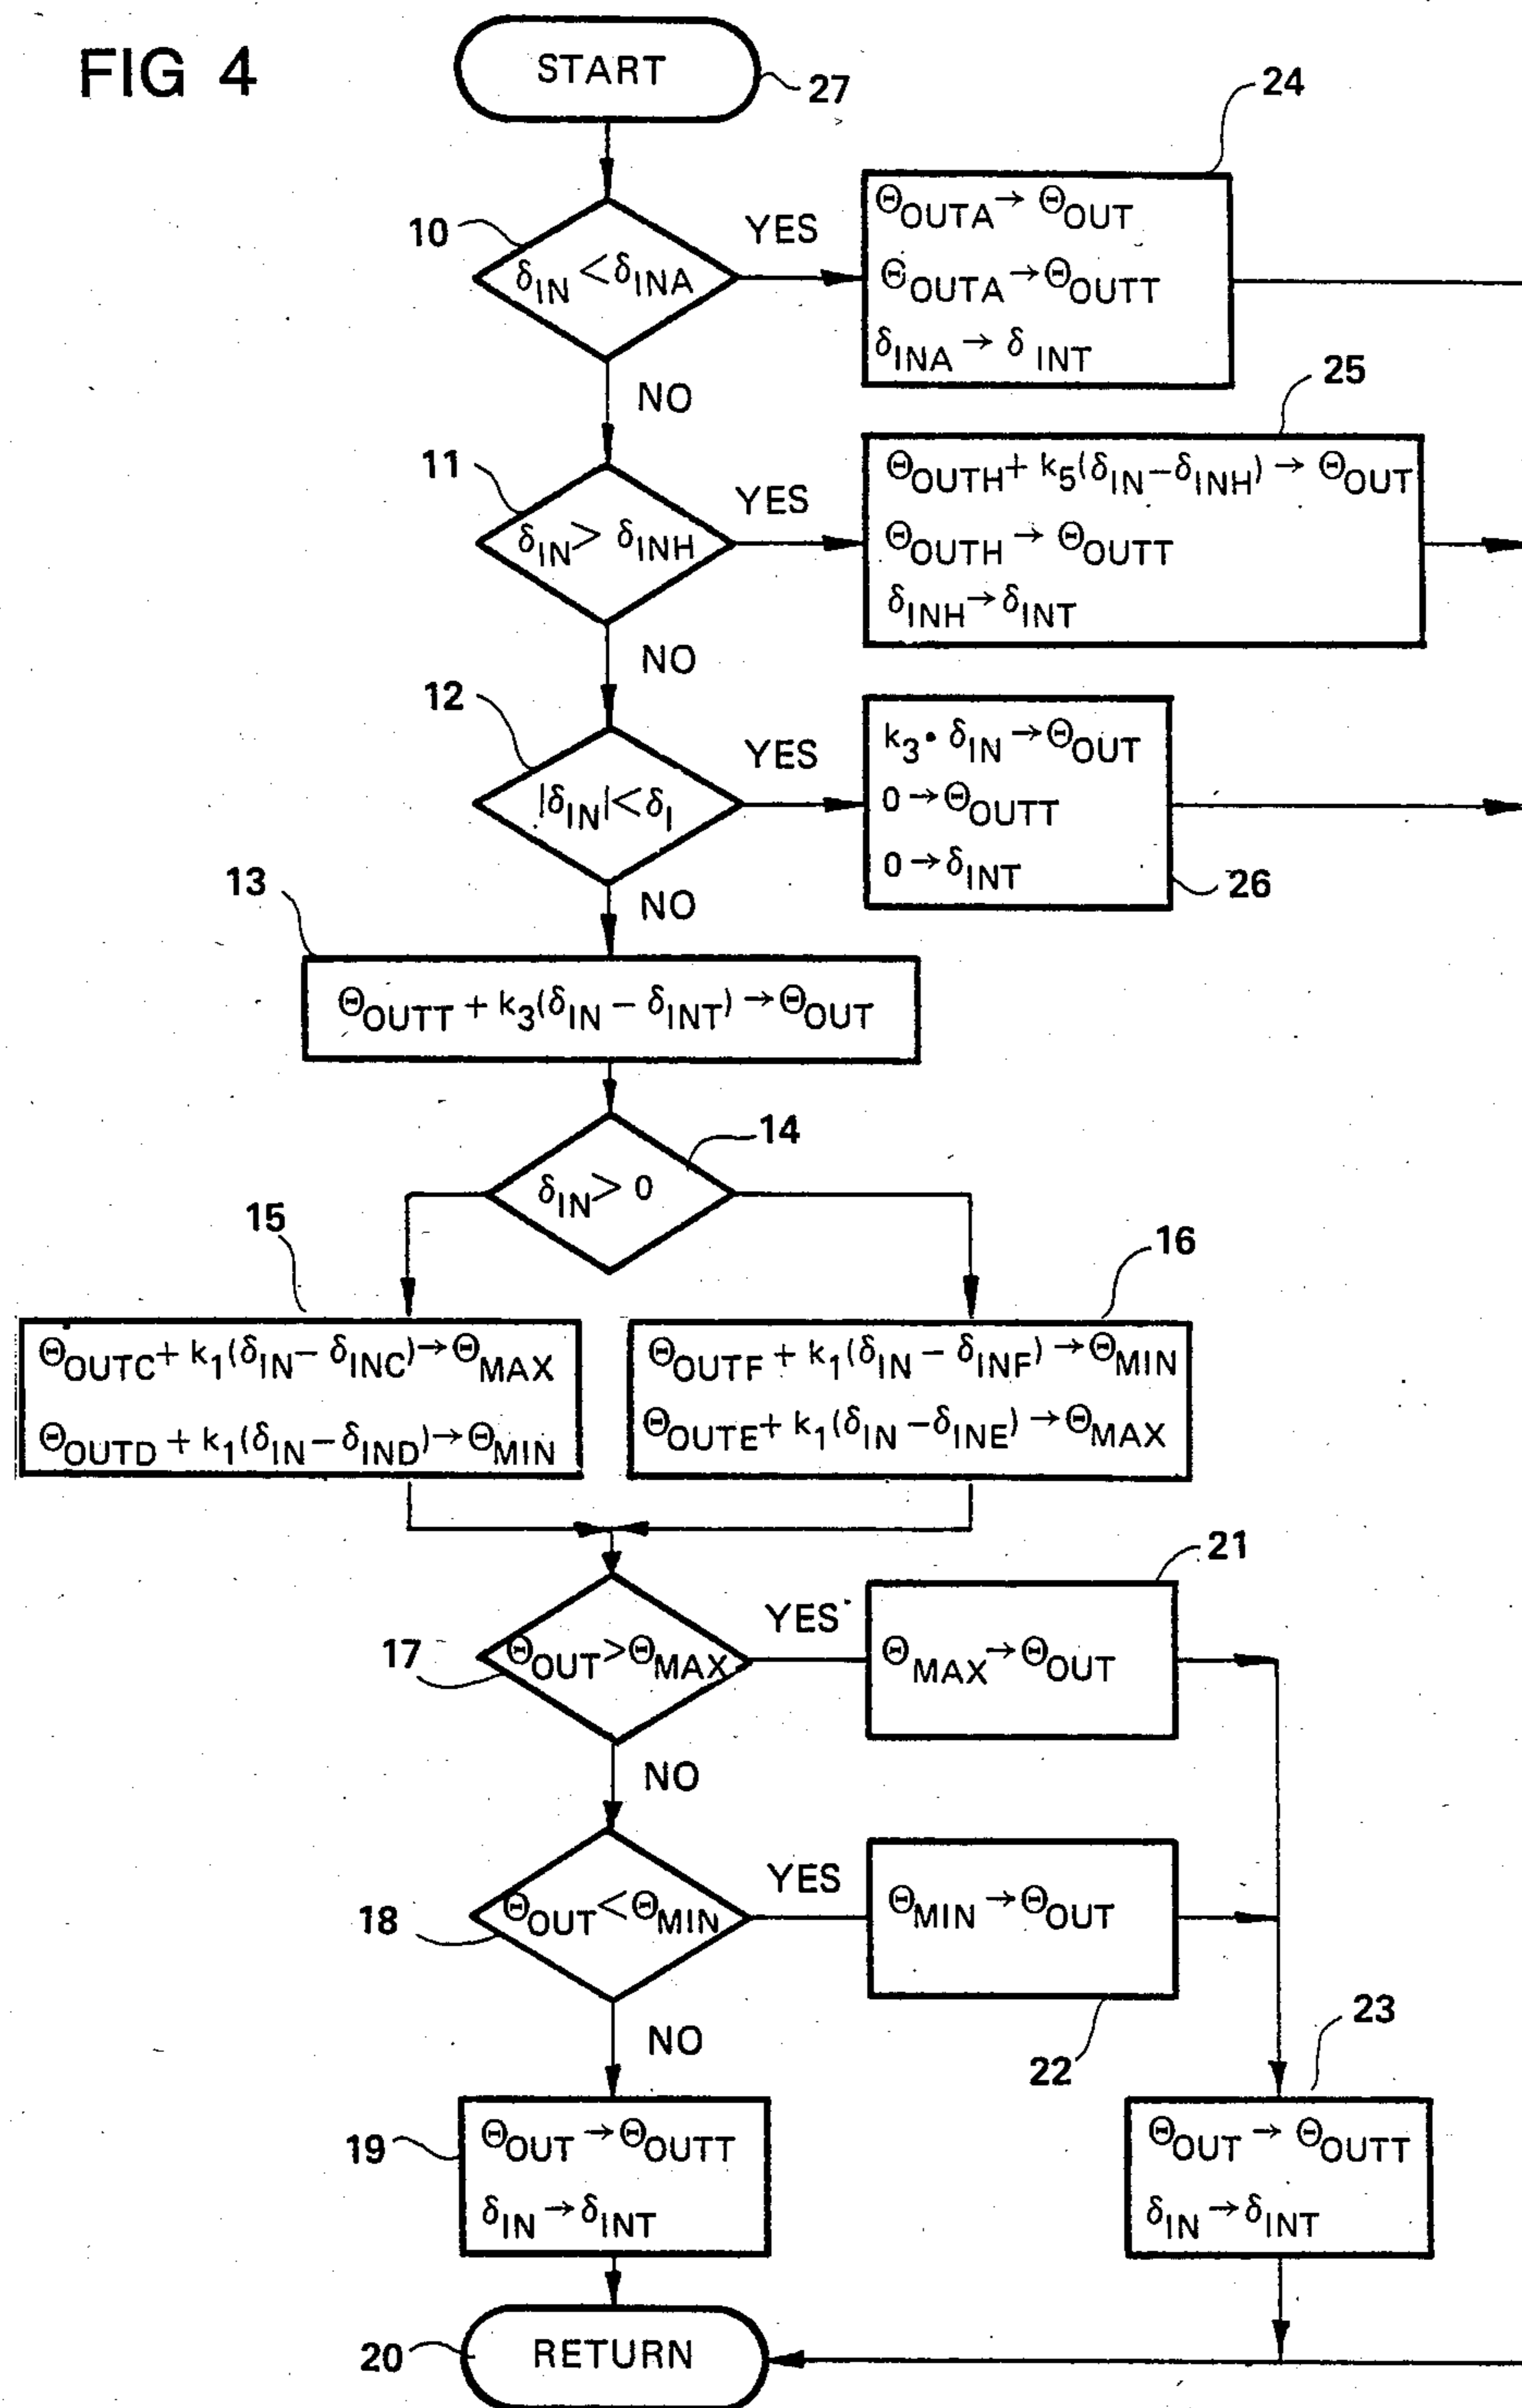 FIG 4
START
27
24
10
δIN < δINA
YES
ΘOUTA → ΘOUT
ΘOUTA → ΘOUTT
δINA → δINT
NO
25
11
δIN > δINH
YES
ΘOUTH + k5(δIN − δINH) → ΘOUT
ΘOUTH → ΘOUTT
δINH → δINT
NO
12
|δIN| < δI
YES
k3 • δIN → ΘOUT
0 → ΘOUTT
0 → δINT
26
NO
13
ΘOUTT + k3(δIN − δINT) → ΘOUT
14
δIN > 0
15
16
ΘOUTC + k1(δIN − δINC) → ΘMAX
ΘOUTD + k1(δIN − δIND) → ΘMIN
ΘOUTF + k1(δIN − δINF) → ΘMIN
ΘOUTE + k1(δIN − δINE) → ΘMAX
21
17
ΘOUT > ΘMAX
YES
ΘMAX → ΘOUT
NO
18
ΘOUT < ΘMIN
YES
ΘMIN → ΘOUT
22
23
NO
19
ΘOUT → ΘOUTT
δIN → δINT
ΘOUT → ΘOUTT
δIN → δINT
20
RETURN